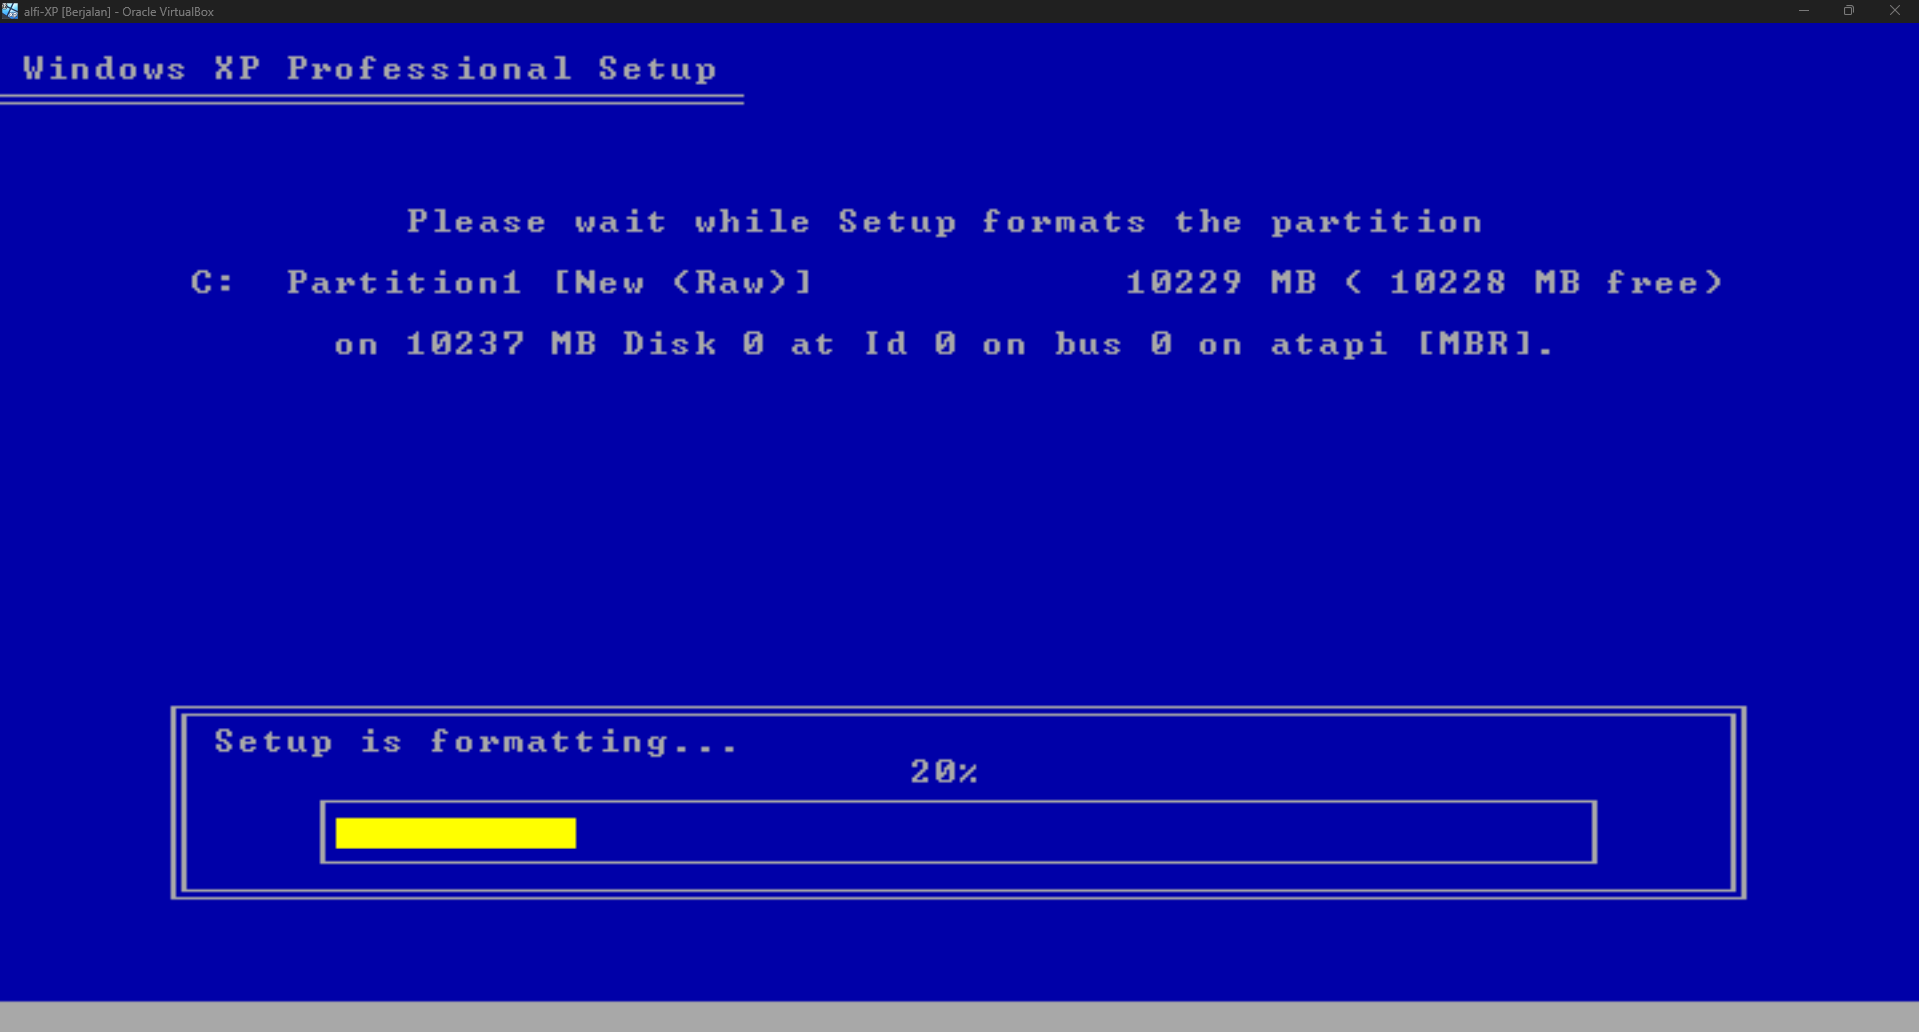 alfi-XP [Berjalan] - Oracle VirtualBox
Windows XP Professional Setup
Please wait while Setup formats the partition
C: Partition1 [New (Raw)] 10229 MB ( 10228 MB free)
on 10237 MB Disk 0 at Id 0 on bus 0 on atapi [MBR].
Setup is formatting...
20%